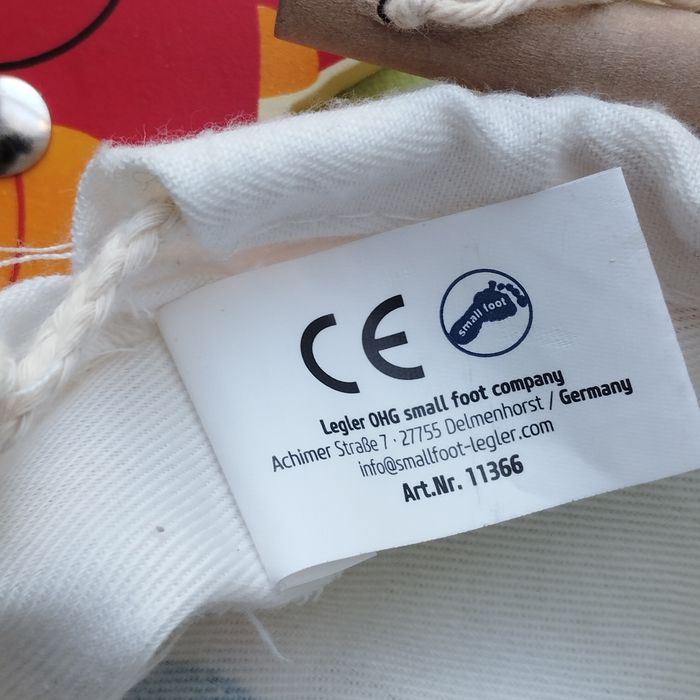 CE
small foot
Legler OHG small foot company
Achimer Straße 7 · 27755 Delmenhorst / Germany
info@smallfoot-legler.com
Art.Nr. 11366